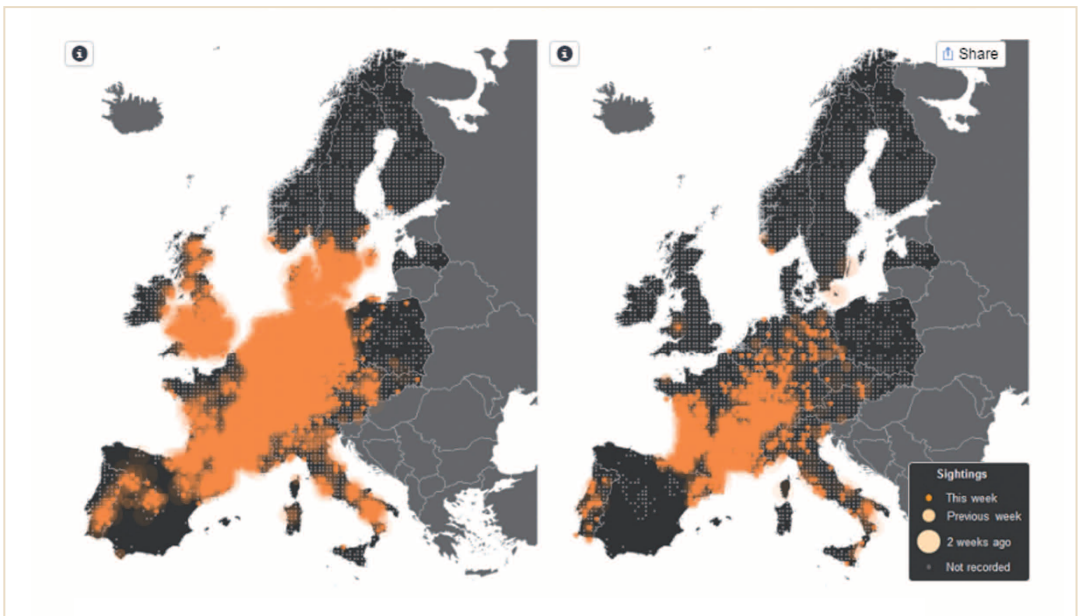 Share
Sightings
This week
Previous week
2 weeks ago
Not recorded